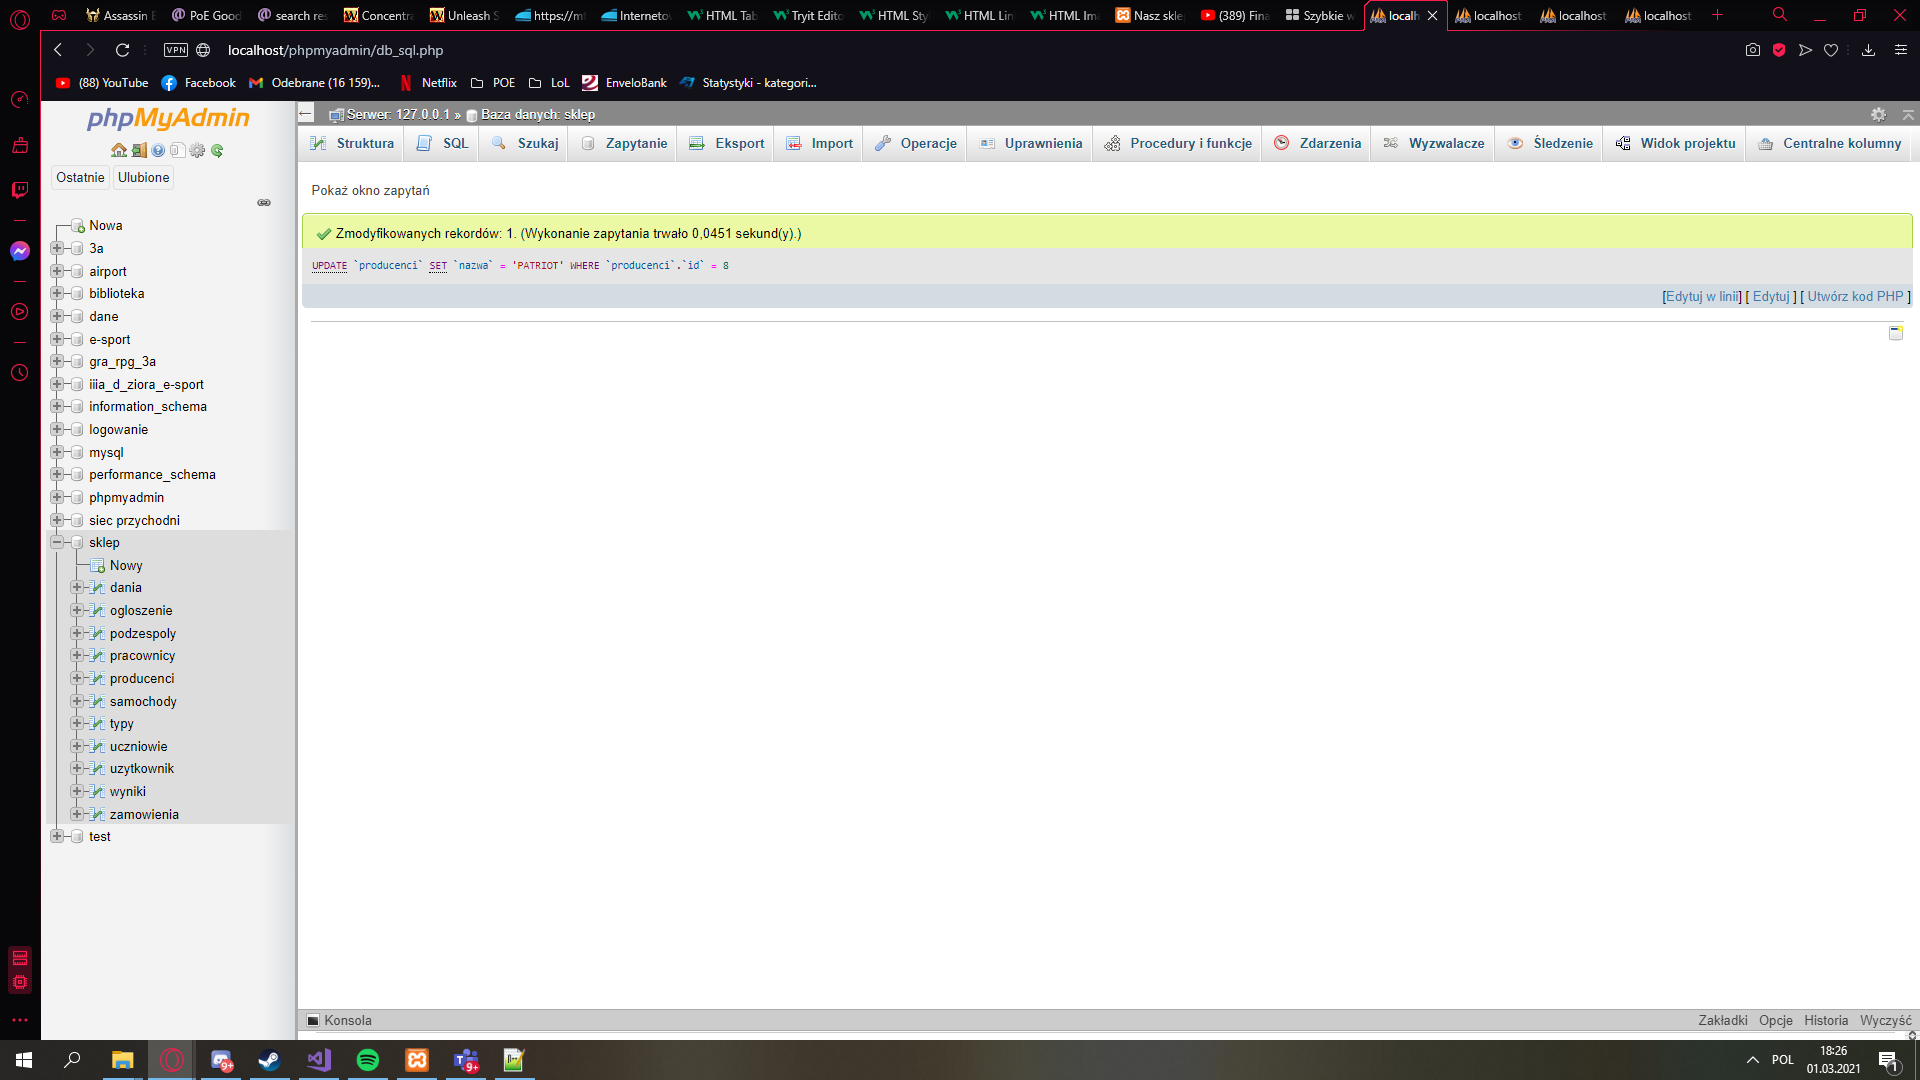 Assassin
PoE Good
search res
Concentra
Unleash S
https://m
Interneto
HTML Tab
Tryit Edito
HTML Sty
HTML Lin
HTML Ima
Nasz skle
(389) Fina
Szybkie w
localh
localhost
localhost
localhost
VPN
localhost/phpmyadmin/db_sql.php
(88) YouTube
Facebook
Odebrane (16 159)...
Netflix
POE
LoL
EnveloBank
Statystyki - kategori...
phpMyAdmin
Ostatnie
Ulubione
Nowa
3a
airport
biblioteka
dane
e-sport
gra_rpg_3a
iiia_d_ziora_e-sport
information_schema
logowanie
mysql
performance_schema
phpmyadmin
siec przychodni
sklep
Nowy
dania
ogloszenie
podzespoly
pracownicy
producenci
samochody
typy
uczniowie
uzytkownik
wyniki
zamowienia
test
Serwer: 127.0.0.1 » Baza danych: sklep
Struktura
SQL
Szukaj
Zapytanie
Eksport
Import
Operacje
Uprawnienia
Procedury i funkcje
Zdarzenia
Wyzwalacze
Śledzenie
Widok projektu
Centralne kolumny
Pokaż okno zapytań
Zmodyfikowanych rekordów: 1. (Wykonanie zapytania trwało 0,0451 sekund(y).)
UPDATE `producenci` SET `nazwa` = 'PATRIOT' WHERE `producenci`.`id` = 8
[Edytuj w linii] [ Edytuj ] [ Utwórz kod PHP ]
Konsola
Zakładki
Opcje
Historia
Wyczyść
9+
9+
POL
18:26
01.03.2021
1